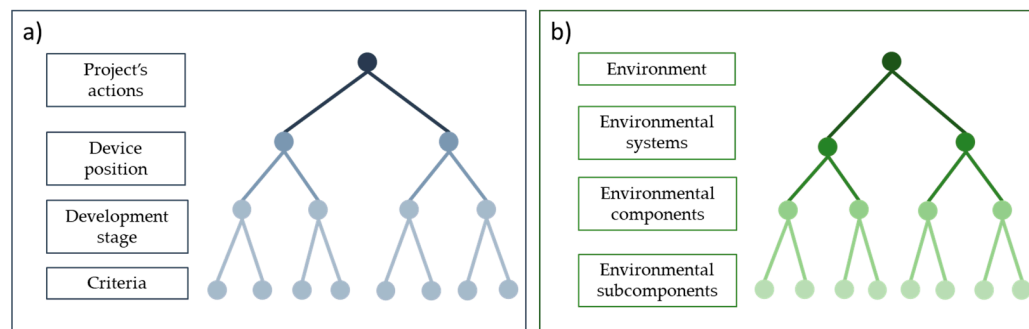 a)
Project's
actions
Device
position
Development
stage
Criteria
b)
Environment
Environmental
systems
Environmental
components
Environmental
subcomponents